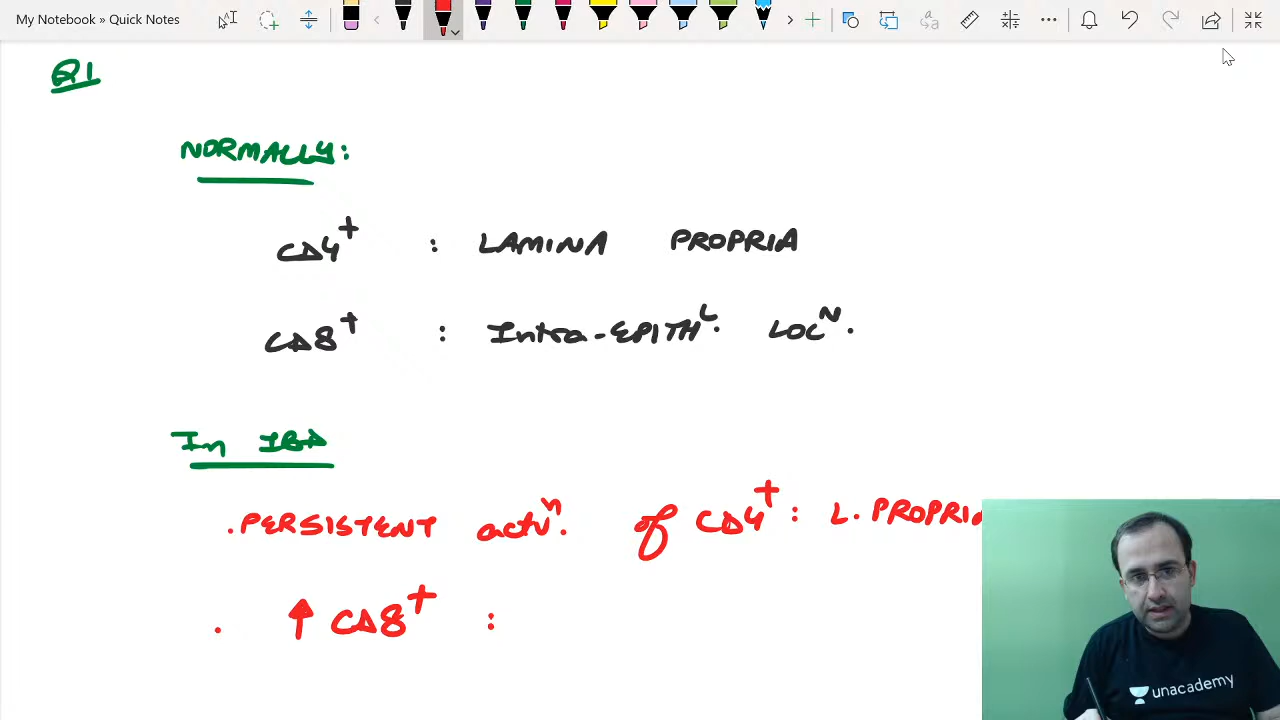 My Notebook » Quick Notes
Q1
NORMALLY:
CD4+ : LAMINA PROPRIA
CD8+ : Intra-EPITHL. LOCN.
In IBD
. PERSISTENT actvn. of CD4+ : L. PROPRIA
. ↑ CD8+ :
unacademy